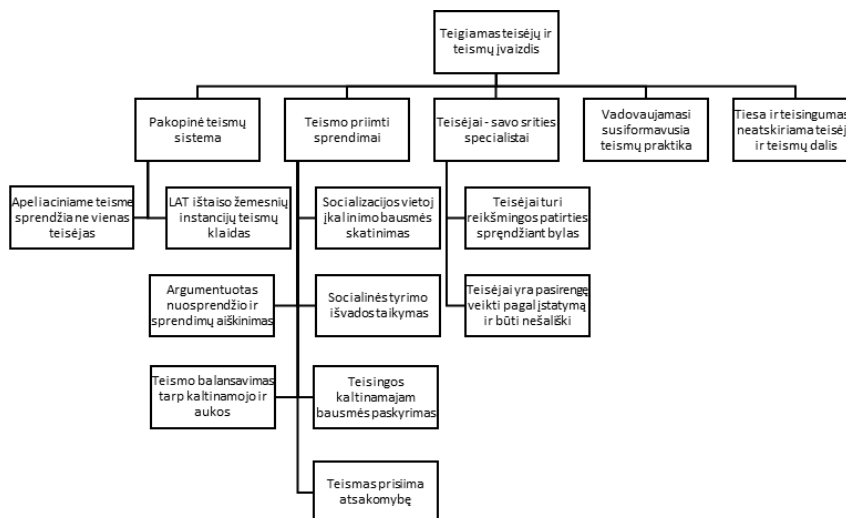 Teigiamas teisėjų ir
teismų įvaizdis
Pakopinė teismų
sistema
Teismo priimti
sprendimai
Teisėjai - savo srities
specialistai
Vadovaujamasi
susiformavusia
teismų praktika
Tiesa ir teisingumas
neatskiriama teisėj
ir teismų dalis
Apeliaciniame teisme
sprendžia ne vienas
teisėjas
LAT ištaiso žemesnių
instancijų teismų
klaidas
Socializacijos vietoj
įkalinimo bausmės
skatinimas
Teisėjai turi
reikšmingos patirties
sprendžiant bylas
Argumentuotas
nuosprendžio ir
sprendimų aiškinimas
Socialinės tyrimo
išvados taikymas
Teisėjai yra pasirengę
veikti pagal įstatymą
ir būti nešališki
Teismo balansavimas
tarp kaltinamojo ir
aukos
Teisingos
kaltinamajam
bausmės paskyrimas
Teismas prisiima
atsakomybę